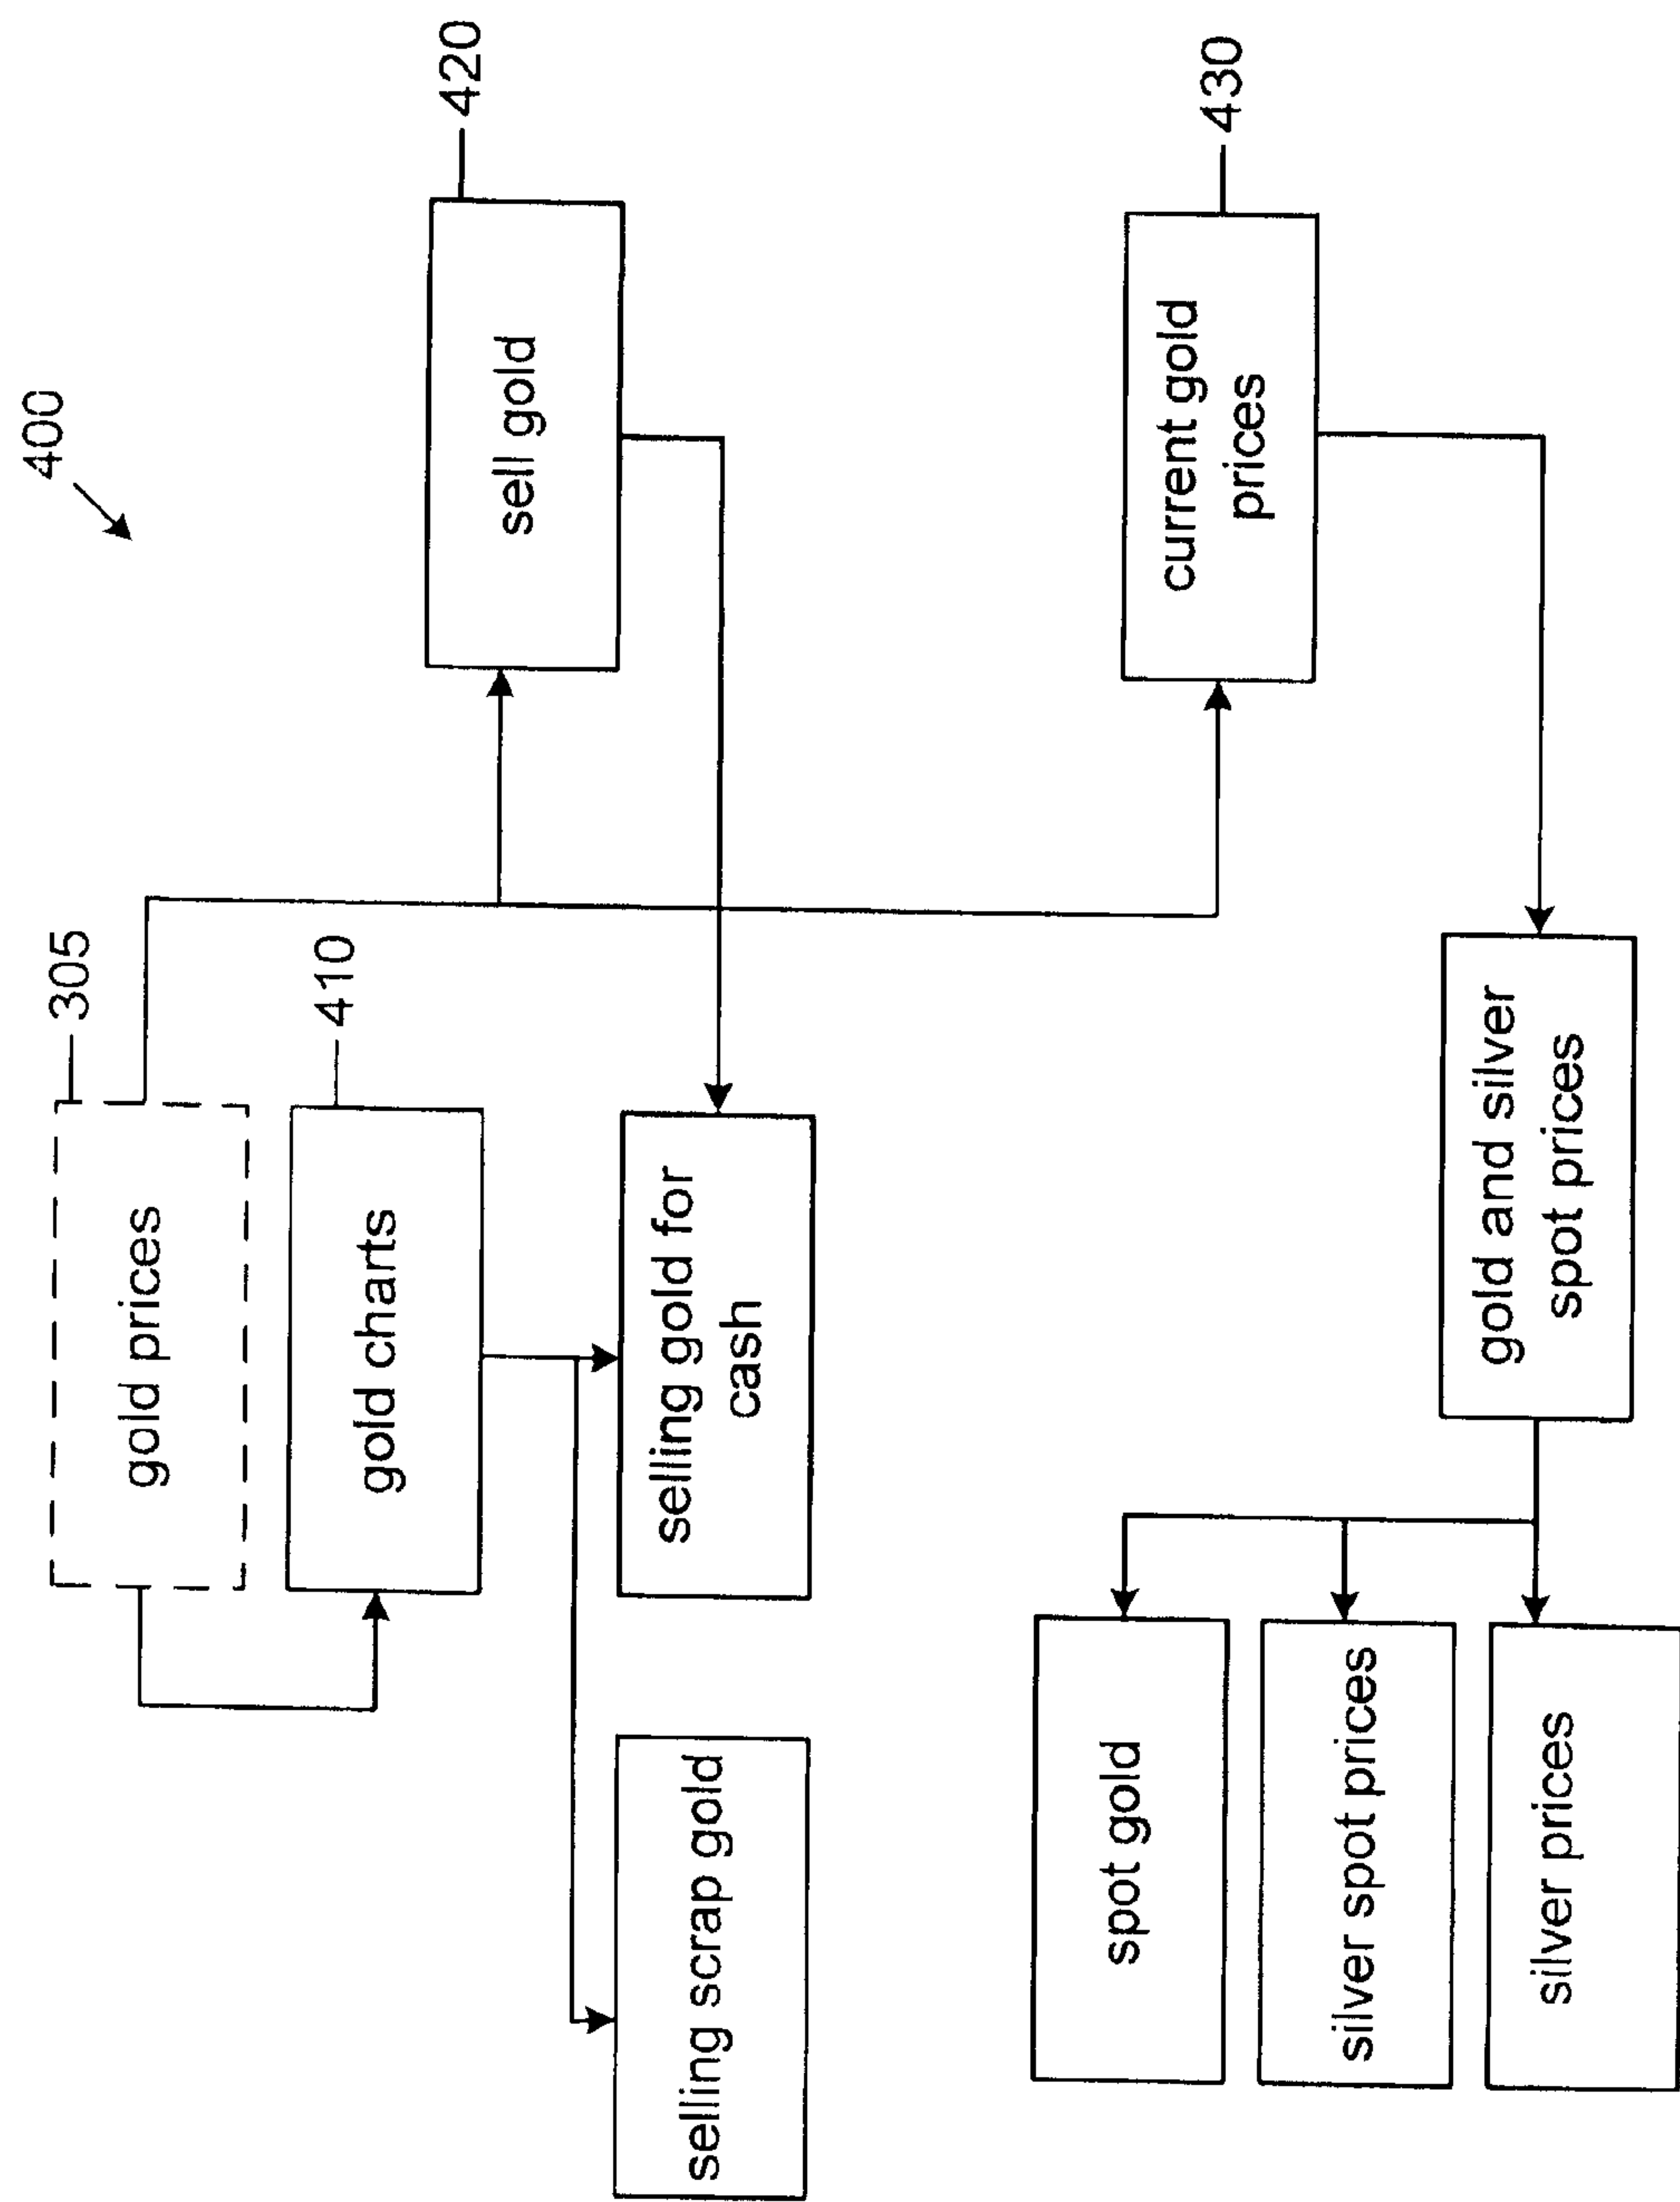 400
305
gold prices
410
gold charts
420
sell gold
selling scrap gold
selling gold for
cash
430
current gold
prices
gold and silver
spot prices
spot gold
silver spot prices
silver prices